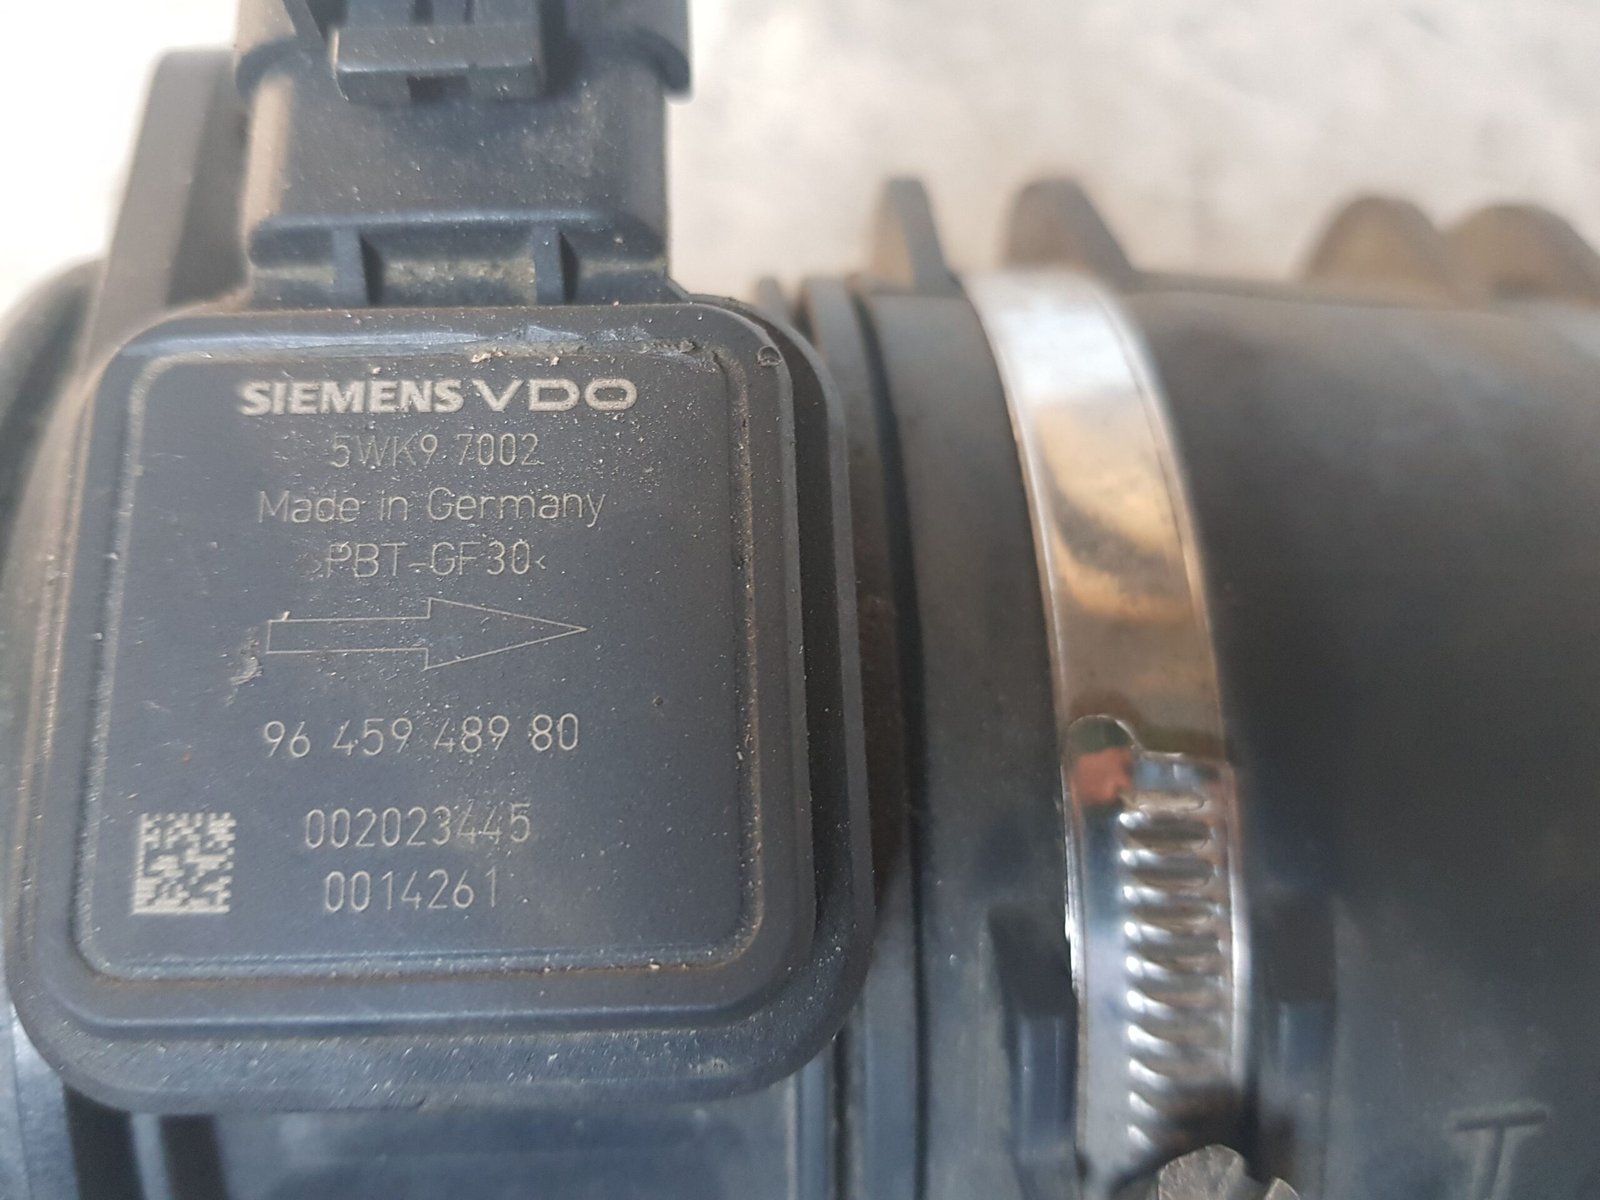 SIEMENS VDO
5WK9 7002
Made in Germany
>PBT-GF30<
96 459 489 80
002023445
0014261
T